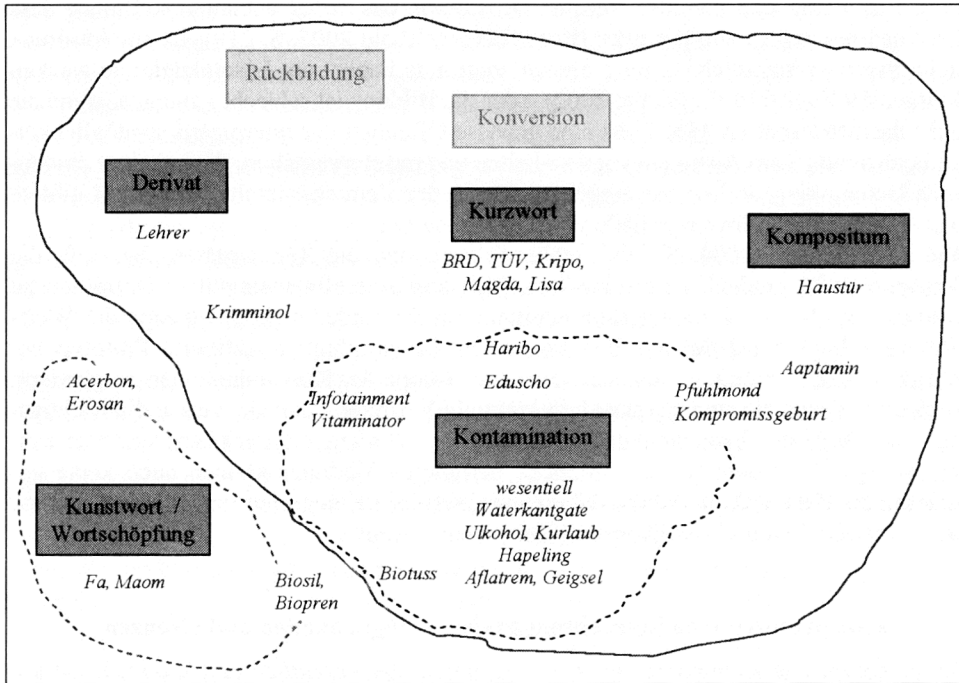 Rückbildung
Konversion
Derivat
Lehrer
Kurzwort
BRD, TÜV, Kripo,
Magda, Lisa
Kompositum
Haustür
Krimminol
Haribo
Aaptamin
Acerbon,
Erosan
Eduscho
Infotainment
Vitaminator
Pfuhlmond
Kompromissgeburt
Kontamination
wesentiell
Waterkantgate
Ulkohol, Kurlaub
Hapeling
Aflatrem, Geigsel
Kunstwort /
Wortschöpfung
Fa, Maom
Biosil,
Biopren
Biotuss